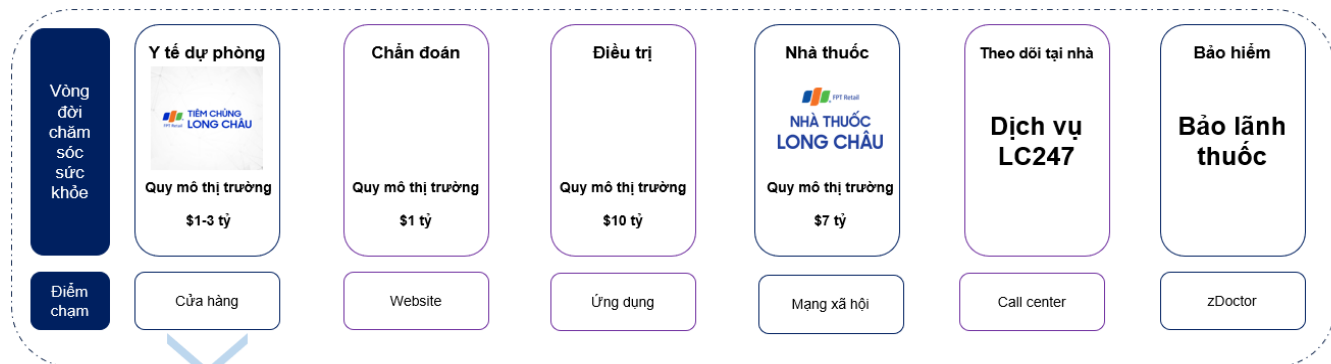 Vòng
đời
chăm
sóc
sức
khỏe
Y tế dự phòng
FPT Retail
TIÊM CHỦNG
LONG CHÂU
Quy mô thị trường
$1-3 tỷ
Chẩn đoán
Quy mô thị trường
$1 tỷ
Điều trị
Quy mô thị trường
$10 tỷ
Nhà thuốc
FPT Retail
NHÀ THUỐC
LONG CHÂU
Quy mô thị trường
$7 tỷ
Theo dõi tại nhà
Dịch vụ
LC247
Bảo hiểm
Bảo lãnh
thuốc
Điểm
chạm
Cửa hàng
Website
Ứng dụng
Mạng xã hội
Call center
zDoctor